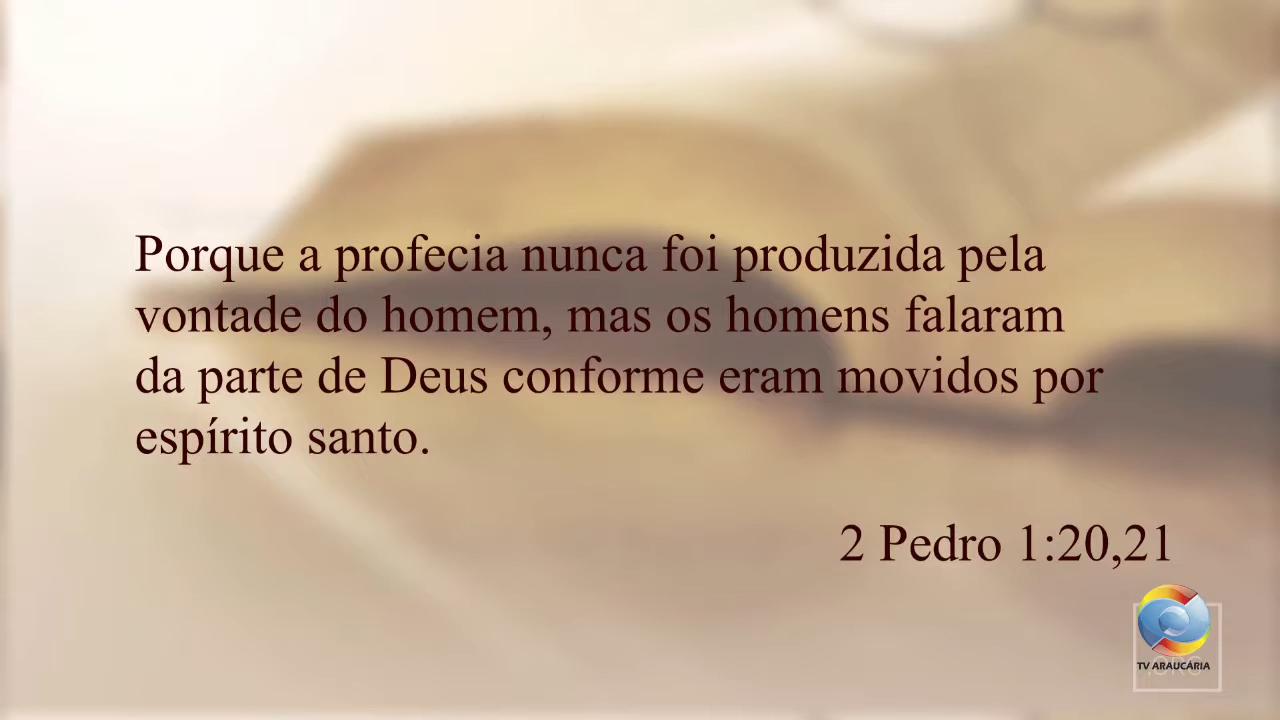 Porque a profecia nunca foi produzida pela
vontade do homem, mas os homens falaram
da parte de Deus conforme eram movidos por
espírito santo.
2 Pedro 1:20,21
TV ARAUCÁRIA